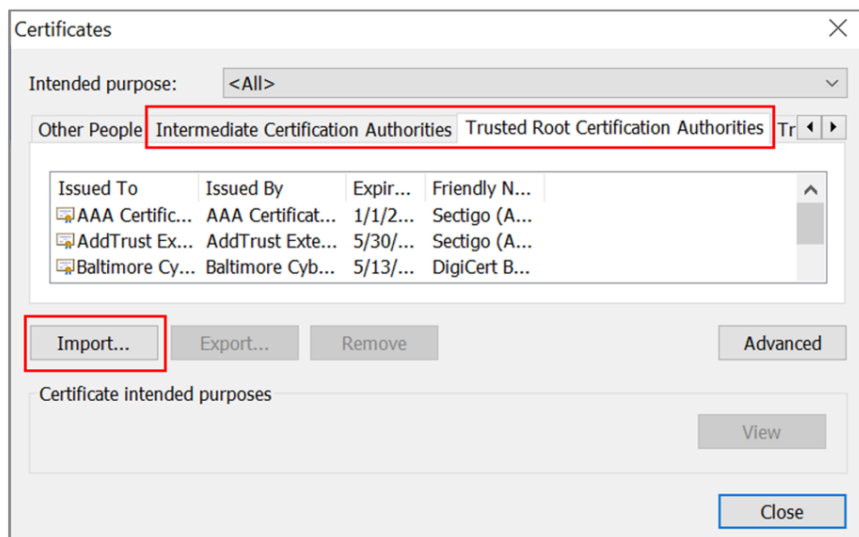 Certificates
Intended purpose: <All>
Other People Intermediate Certification Authorities Trusted Root Certification Authorities Tr
Issued To Issued By Expir... Friendly N...
AAA Certific... AAA Certificat... 1/1/2... Sectigo (A...
AddTrust Ex... AddTrust Exte... 5/30/... Sectigo (A...
Baltimore Cy... Baltimore Cyb... 5/13/... DigiCert B...
Import... Export... Remove Advanced
Certificate intended purposes
View
Close